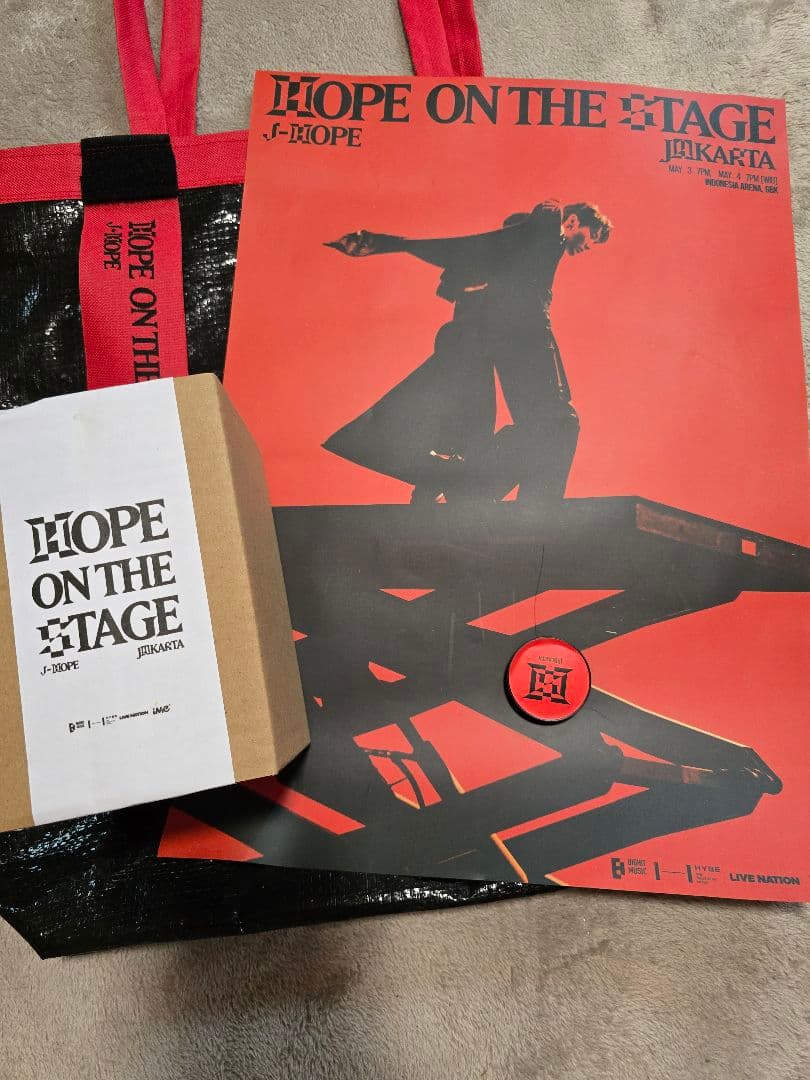 HOPE ON THE STAGE
J-HOPE
JAKARTA
MAY 3 7PM, MAY 4 7PM (WIB)
INDONESIA ARENA, GBK
HOPE ON THE
J-HOPE
HOPE
ON THE
STAGE
J-HOPE
JAKARTA
LIVE NATION iMe
H
BIGHIT
MUSIC
HYBE
LIVE NATION